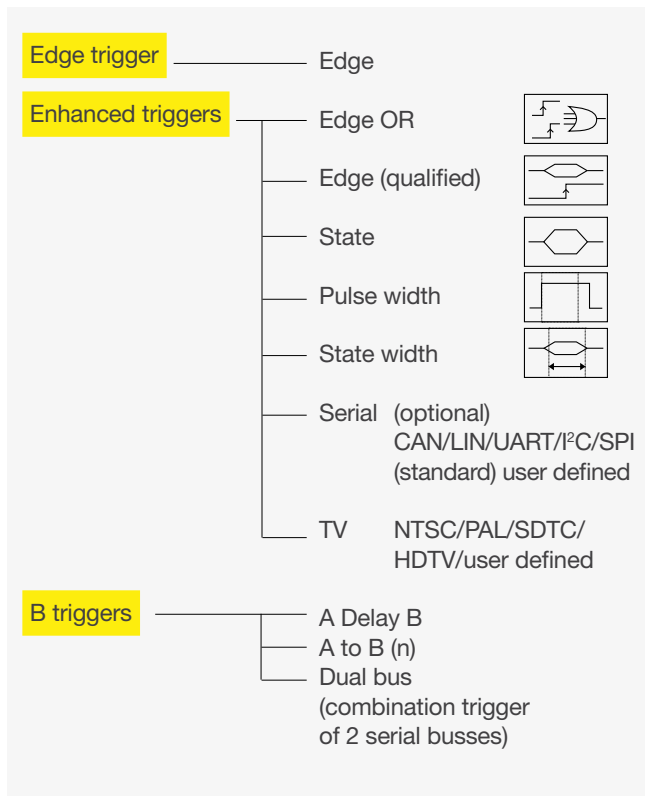 Edge trigger
Edge
Enhanced triggers
Edge OR
Edge (qualified)
State
Pulse width
State width
Serial (optional)
CAN/LIN/UART/I²C/SPI
(standard) user defined
TV NTSC/PAL/SDTC/
HDTV/user defined
B triggers
A Delay B
A to B (n)
Dual bus
(combination trigger
of 2 serial busses)